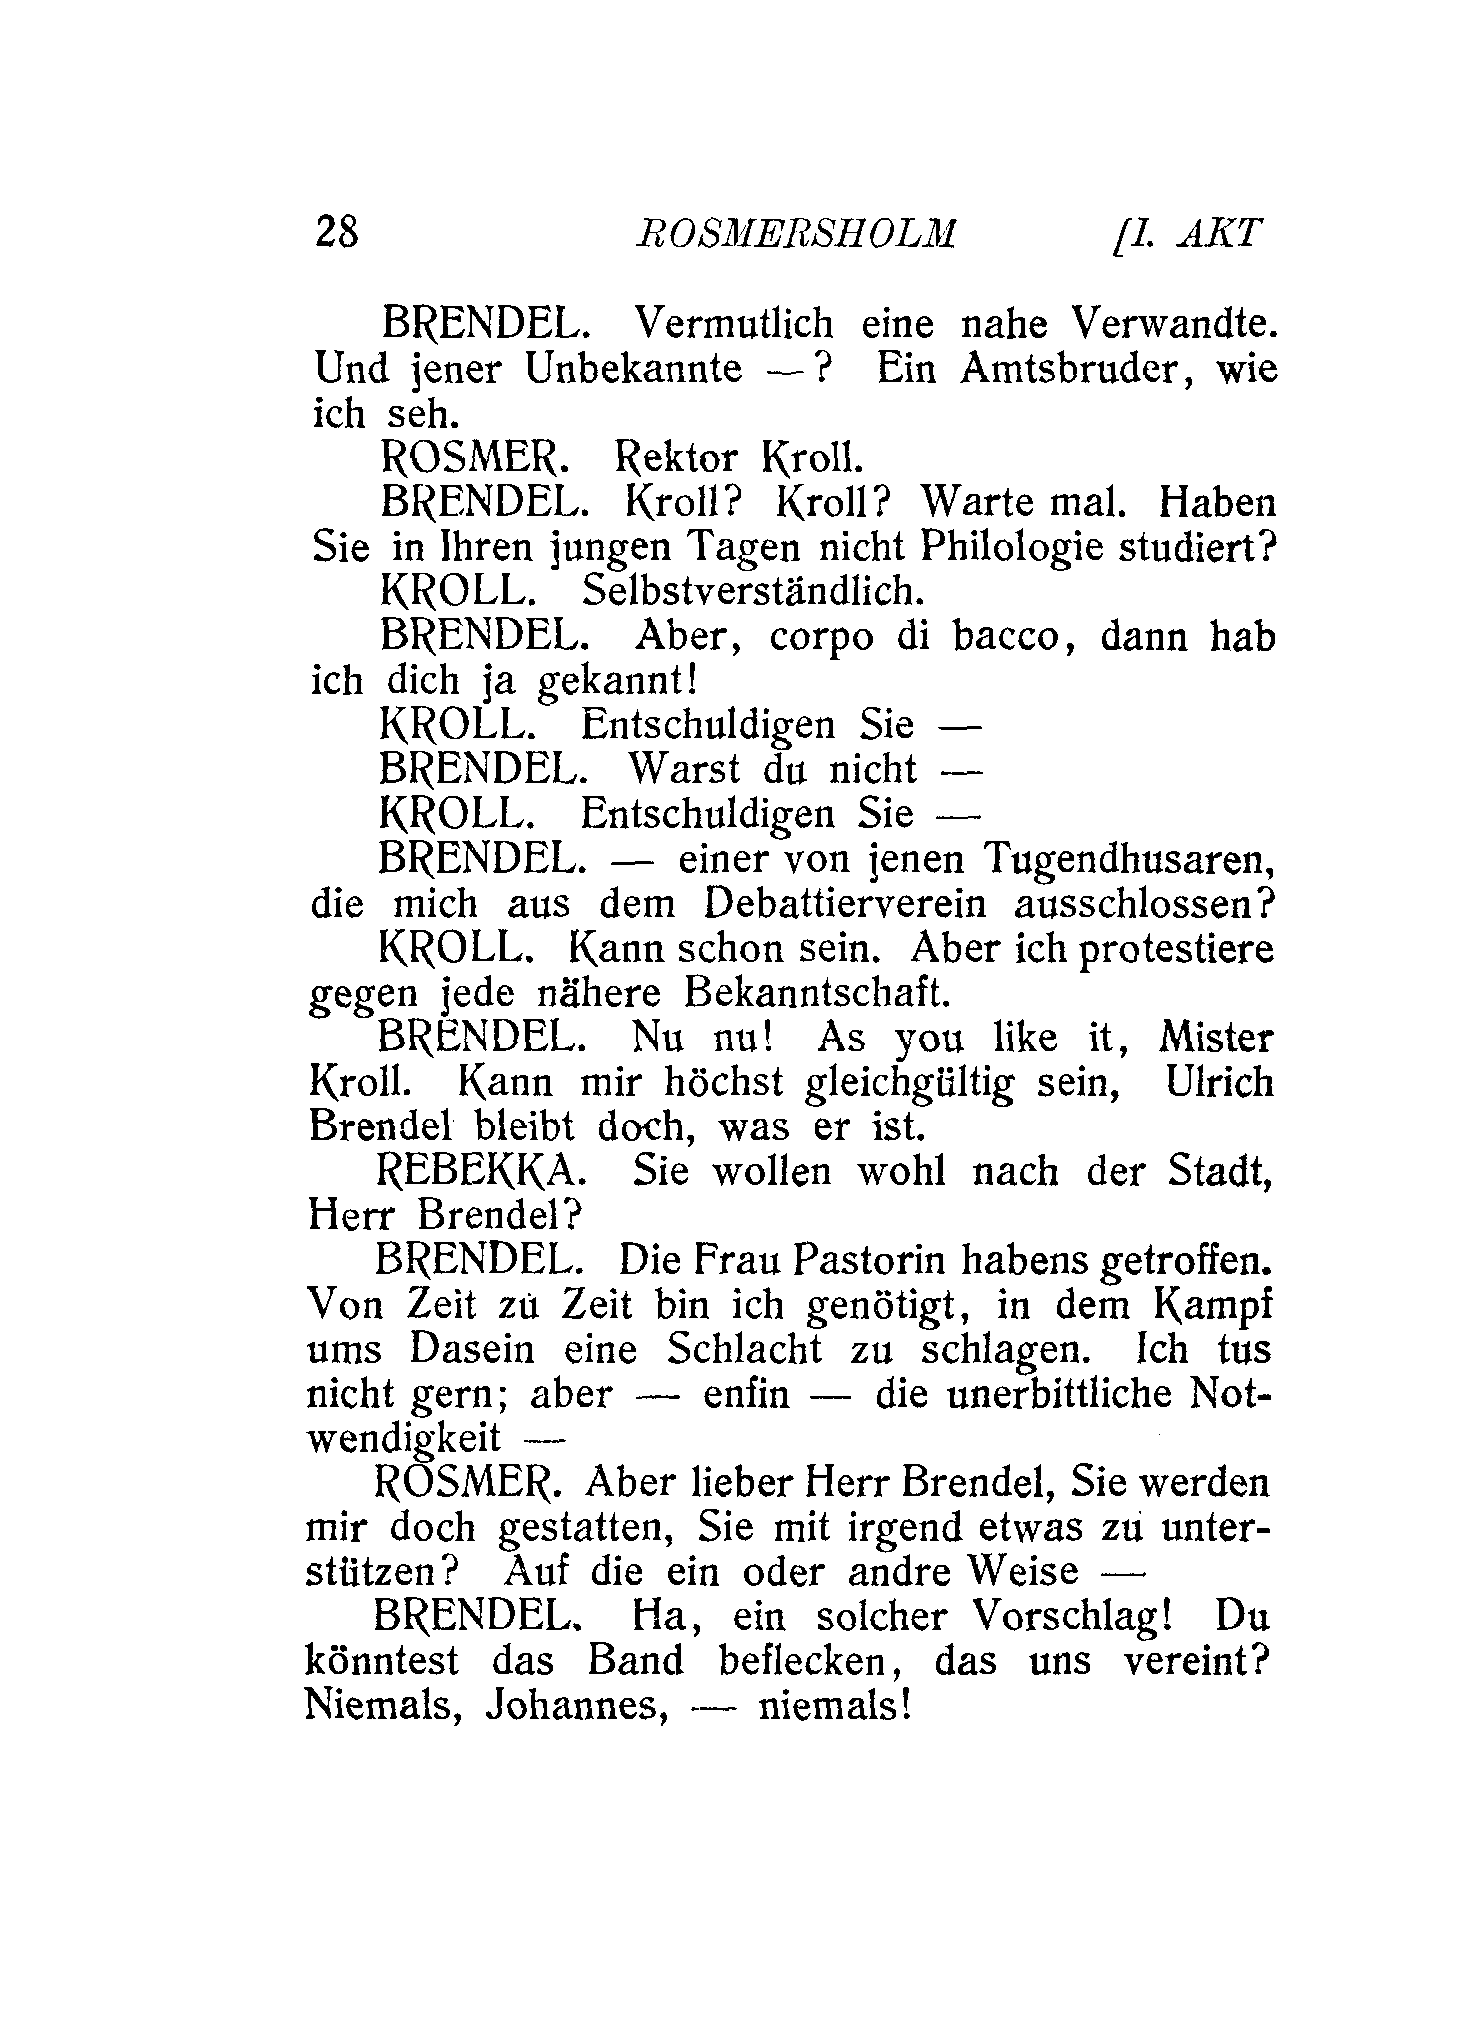 28 ROSMERSHOLM [I. AKT
BRENDEL. Vermutlich eine nahe Verwandte.
Und jener Unbekannte — ? Ein Amtsbruder, wie
ich seh.
ROSMER. Rektor Kroll.
BRENDEL. Kroll? Kroll? Warte mal. Haben
Sie in Ihren jungen Tagen nicht Philologie studiert?
KROLL. Selbstverständlich.
BRENDEL. Aber, corpo di bacco, dann hab
ich dich ja gekannt!
KROLL. Entschuldigen Sie —
BRENDEL. Warst du nicht —
KROLL. Entschuldigen Sie —
BRENDEL. — einer von jenen Tugendhusaren,
die mich aus dem Debattierverein ausschlossen?
KROLL. Kann schon sein. Aber ich protestiere
gegen jede nähere Bekanntschaft.
BRENDEL. Nu nu! As you like it, Mister
Kroll. Kann mir höchst gleichgültig sein, Ulrich
Brendel bleibt doch, was er ist.
REBEKKA. Sie wollen wohl nach der Stadt,
Herr Brendel?
BRENDEL. Die Frau Pastorin habens getroffen.
Von Zeit zu Zeit bin ich genötigt, in dem Kampf
ums Dasein eine Schlacht zu schlagen. Ich tus
nicht gern; aber — enfin — die unerbittliche Not-
wendigkeit —
ROSMER. Aber lieber Herr Brendel, Sie werden
mir doch gestatten, Sie mit irgend etwas zu unter-
stützen? Auf die ein oder andre Weise —
BRENDEL. Ha, ein solcher Vorschlag! Du
könntest das Band beflecken, das uns vereint?
Niemals, Johannes, — niemals!